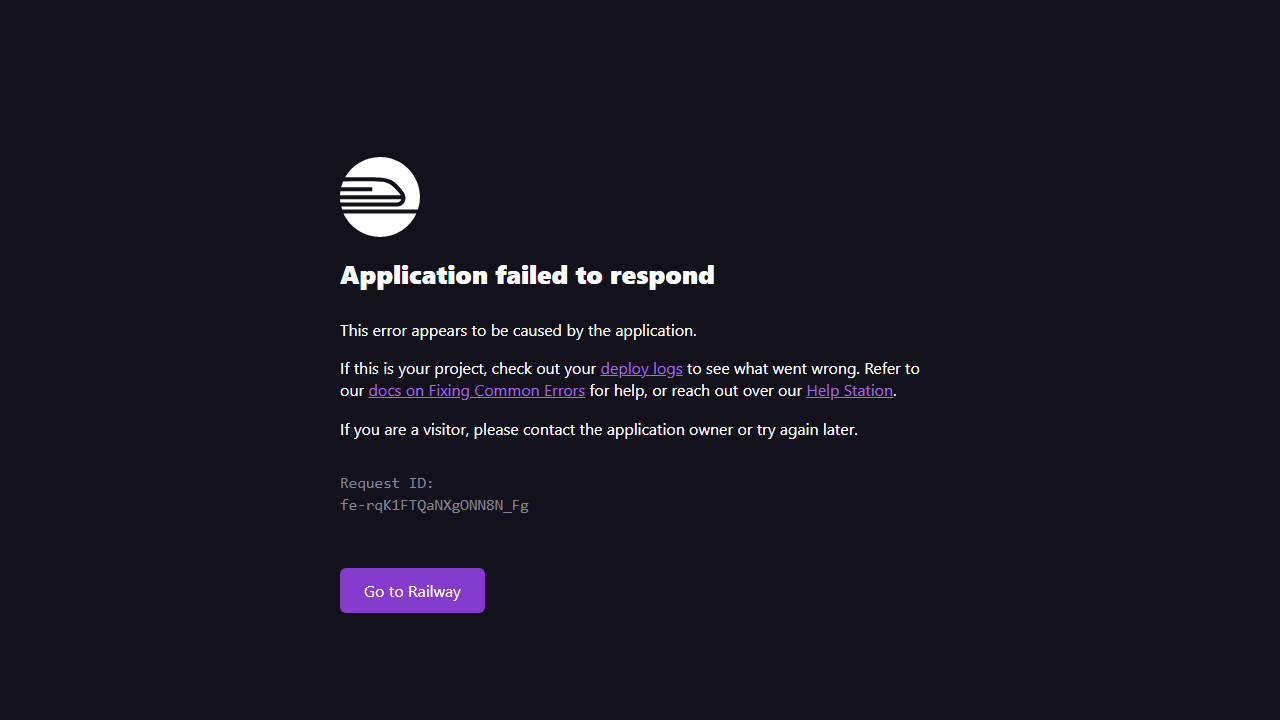 Application failed to respond
This error appears to be caused by the application.
If this is your project, check out your deploy logs to see what went wrong. Refer to
our docs on Fixing Common Errors for help, or reach out over our Help Station.
If you are a visitor, please contact the application owner or try again later.
Request ID:
fe-rqK1FTQaNXgONN8N_Fg
Go to Railway